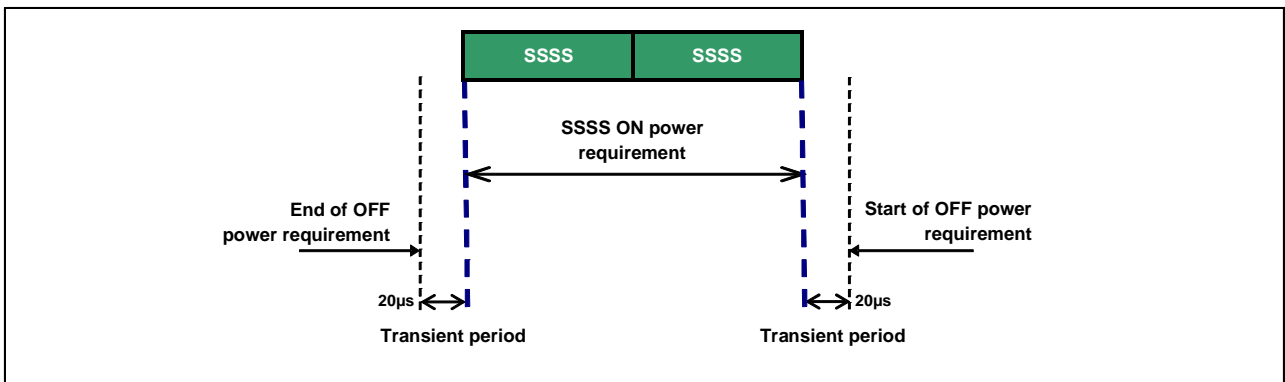 SSSS SSSS
SSSS ON power
requirement
End of OFF
power requirement
Start of OFF power
requirement
20µs
20µs
Transient period
Transient period